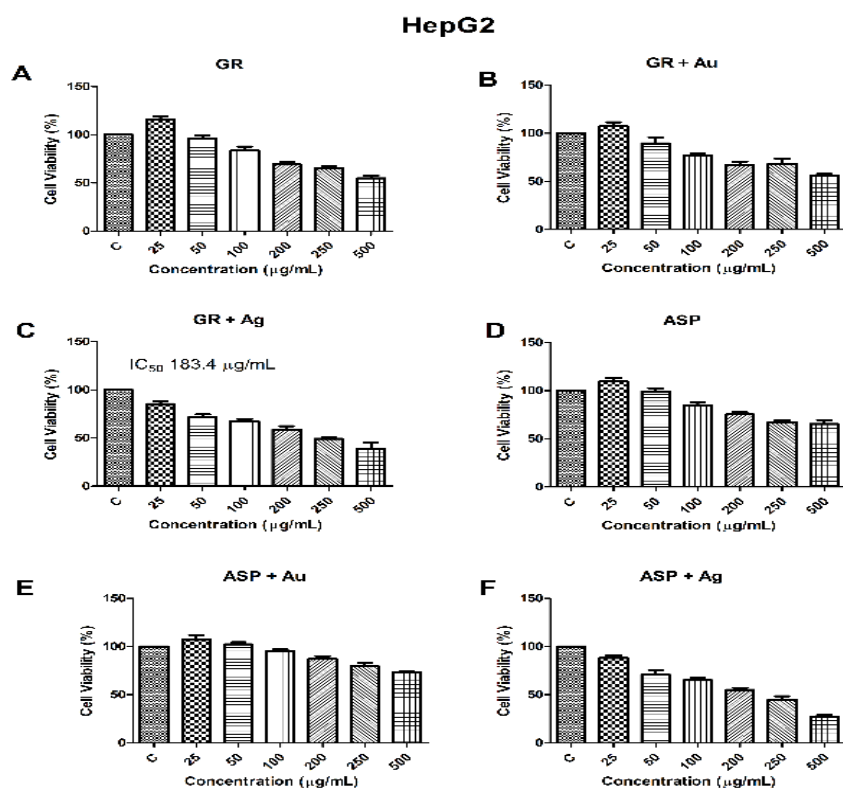 HepG2
A
GR
Cell Viability (%)
150
100
50
0
C
25
50
100
200
250
500
Concentration (μg/mL)
B
GR + Au
Cell Viability (%)
150
100
50
0
C
25
50
100
200
250
500
Concentration (μg/mL)
C
GR + Ag
IC50 183.4 μg/mL
Cell Viability (%)
150
100
50
0
C
25
50
100
200
250
500
Concentration (μg/mL)
D
ASP
Cell Viability (%)
150
100
50
0
C
25
50
100
200
250
500
Concentration (μg/mL)
E
ASP + Au
Cell Viability (%)
150
100
50
0
C
25
50
100
200
250
500
Concentration (μg/mL)
F
ASP + Ag
Cell Viability (%)
150
100
50
0
C
25
50
100
200
250
500
Concentration (μg/mL)